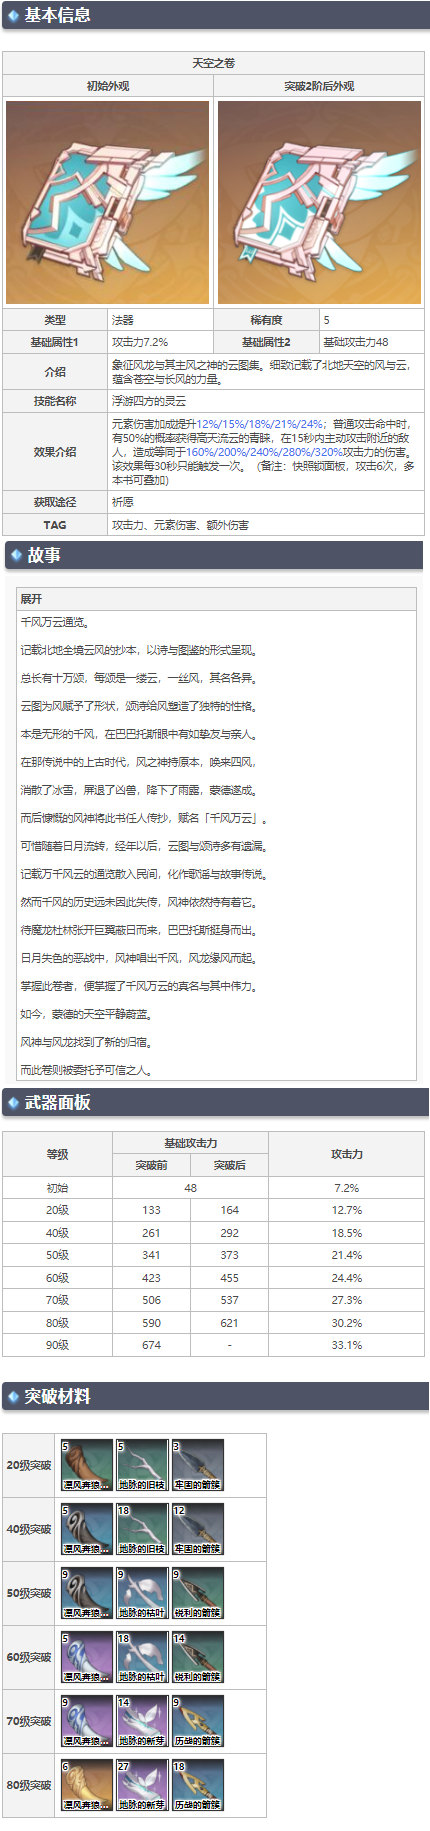 基本信息
天空之卷
初始外观 突破2阶后外观
类型 法器 稀有度 5
基础属性1 攻击力7.2% 基础属性2 基础攻击力48
介绍 象征风龙与其主风之神的云图集。细致记载了北地天空的风与云，
蕴含苍空与长风的力量。
技能名称 浮游四方的灵云
效果介绍 元素伤害加成提升12%/15%/18%/21%/24%；普通攻击命中时，
有50%的概率获得高天流云的青睐，在15秒内主动攻击附近的敌
人，造成等同于160%/200%/240%/280%/320%攻击力的伤害。
该效果每30秒只能触发一次。（备注：快照锁面板，攻击6次，多
本书可叠加）
获取途径 祈愿
TAG 攻击力、元素伤害、额外伤害
故事
展开
千风万云通览。
记载北地全境云风的抄本，以诗与图鉴的形式呈现。
总长有十万颂，每颂是一缕云，一丝风，其名各异。
云图为风赋予了形状，颂诗给风塑造了独特的性格。
本是无形的千风，在巴巴托斯眼中有如挚友与亲人。
在那传说中的上古时代，风之神持原本，唤来四风，
消散了冰雪，屏退了凶兽，降下了雨露，蒙德遂成。
而后慷慨的风神将此书任人传抄，赋名「千风万云」。
可惜随着日月流转，经年以后，云图与颂诗多有遗漏。
记载万千风云的通览散入民间，化作歌谣与故事传说。
然而千风的历史远未因此失传，风神依然持有着它。
待魔龙杜林张开巨翼蔽日而来，巴巴托斯挺身而出。
日月失色的恶战中，风神唱出千风，风龙缘风而起。
掌握此卷者，便掌握了千风万云的真名与其中伟力。
如今，蒙德的天空平静蔚蓝。
风神与风龙找到了新的归宿。
而此卷则被委托予可信之人。
武器面板
等级 基础攻击力 攻击力
突破前 突破后
初始 48 7.2%
20级 133 164 12.7%
40级 261 292 18.5%
50级 341 373 21.4%
60级 423 455 24.4%
70级 506 537 27.3%
80级 590 621 30.2%
90级 674 - 33.1%
突破材料
5 5 3
20级突破 凛风奔狼... 地脉的旧枝 牢固的箭簇
5 18 12
40级突破 凛风奔狼... 地脉的旧枝 牢固的箭簇
9 9 9
50级突破 凛风奔狼... 地脉的枯叶 锐利的箭簇
5 18 14
60级突破 凛风奔狼... 地脉的枯叶 锐利的箭簇
9 14 9
70级突破 凛风奔狼... 地脉的新芽 历战的箭簇
6 27 18
80级突破 凛风奔狼... 地脉的新芽 历战的箭簇